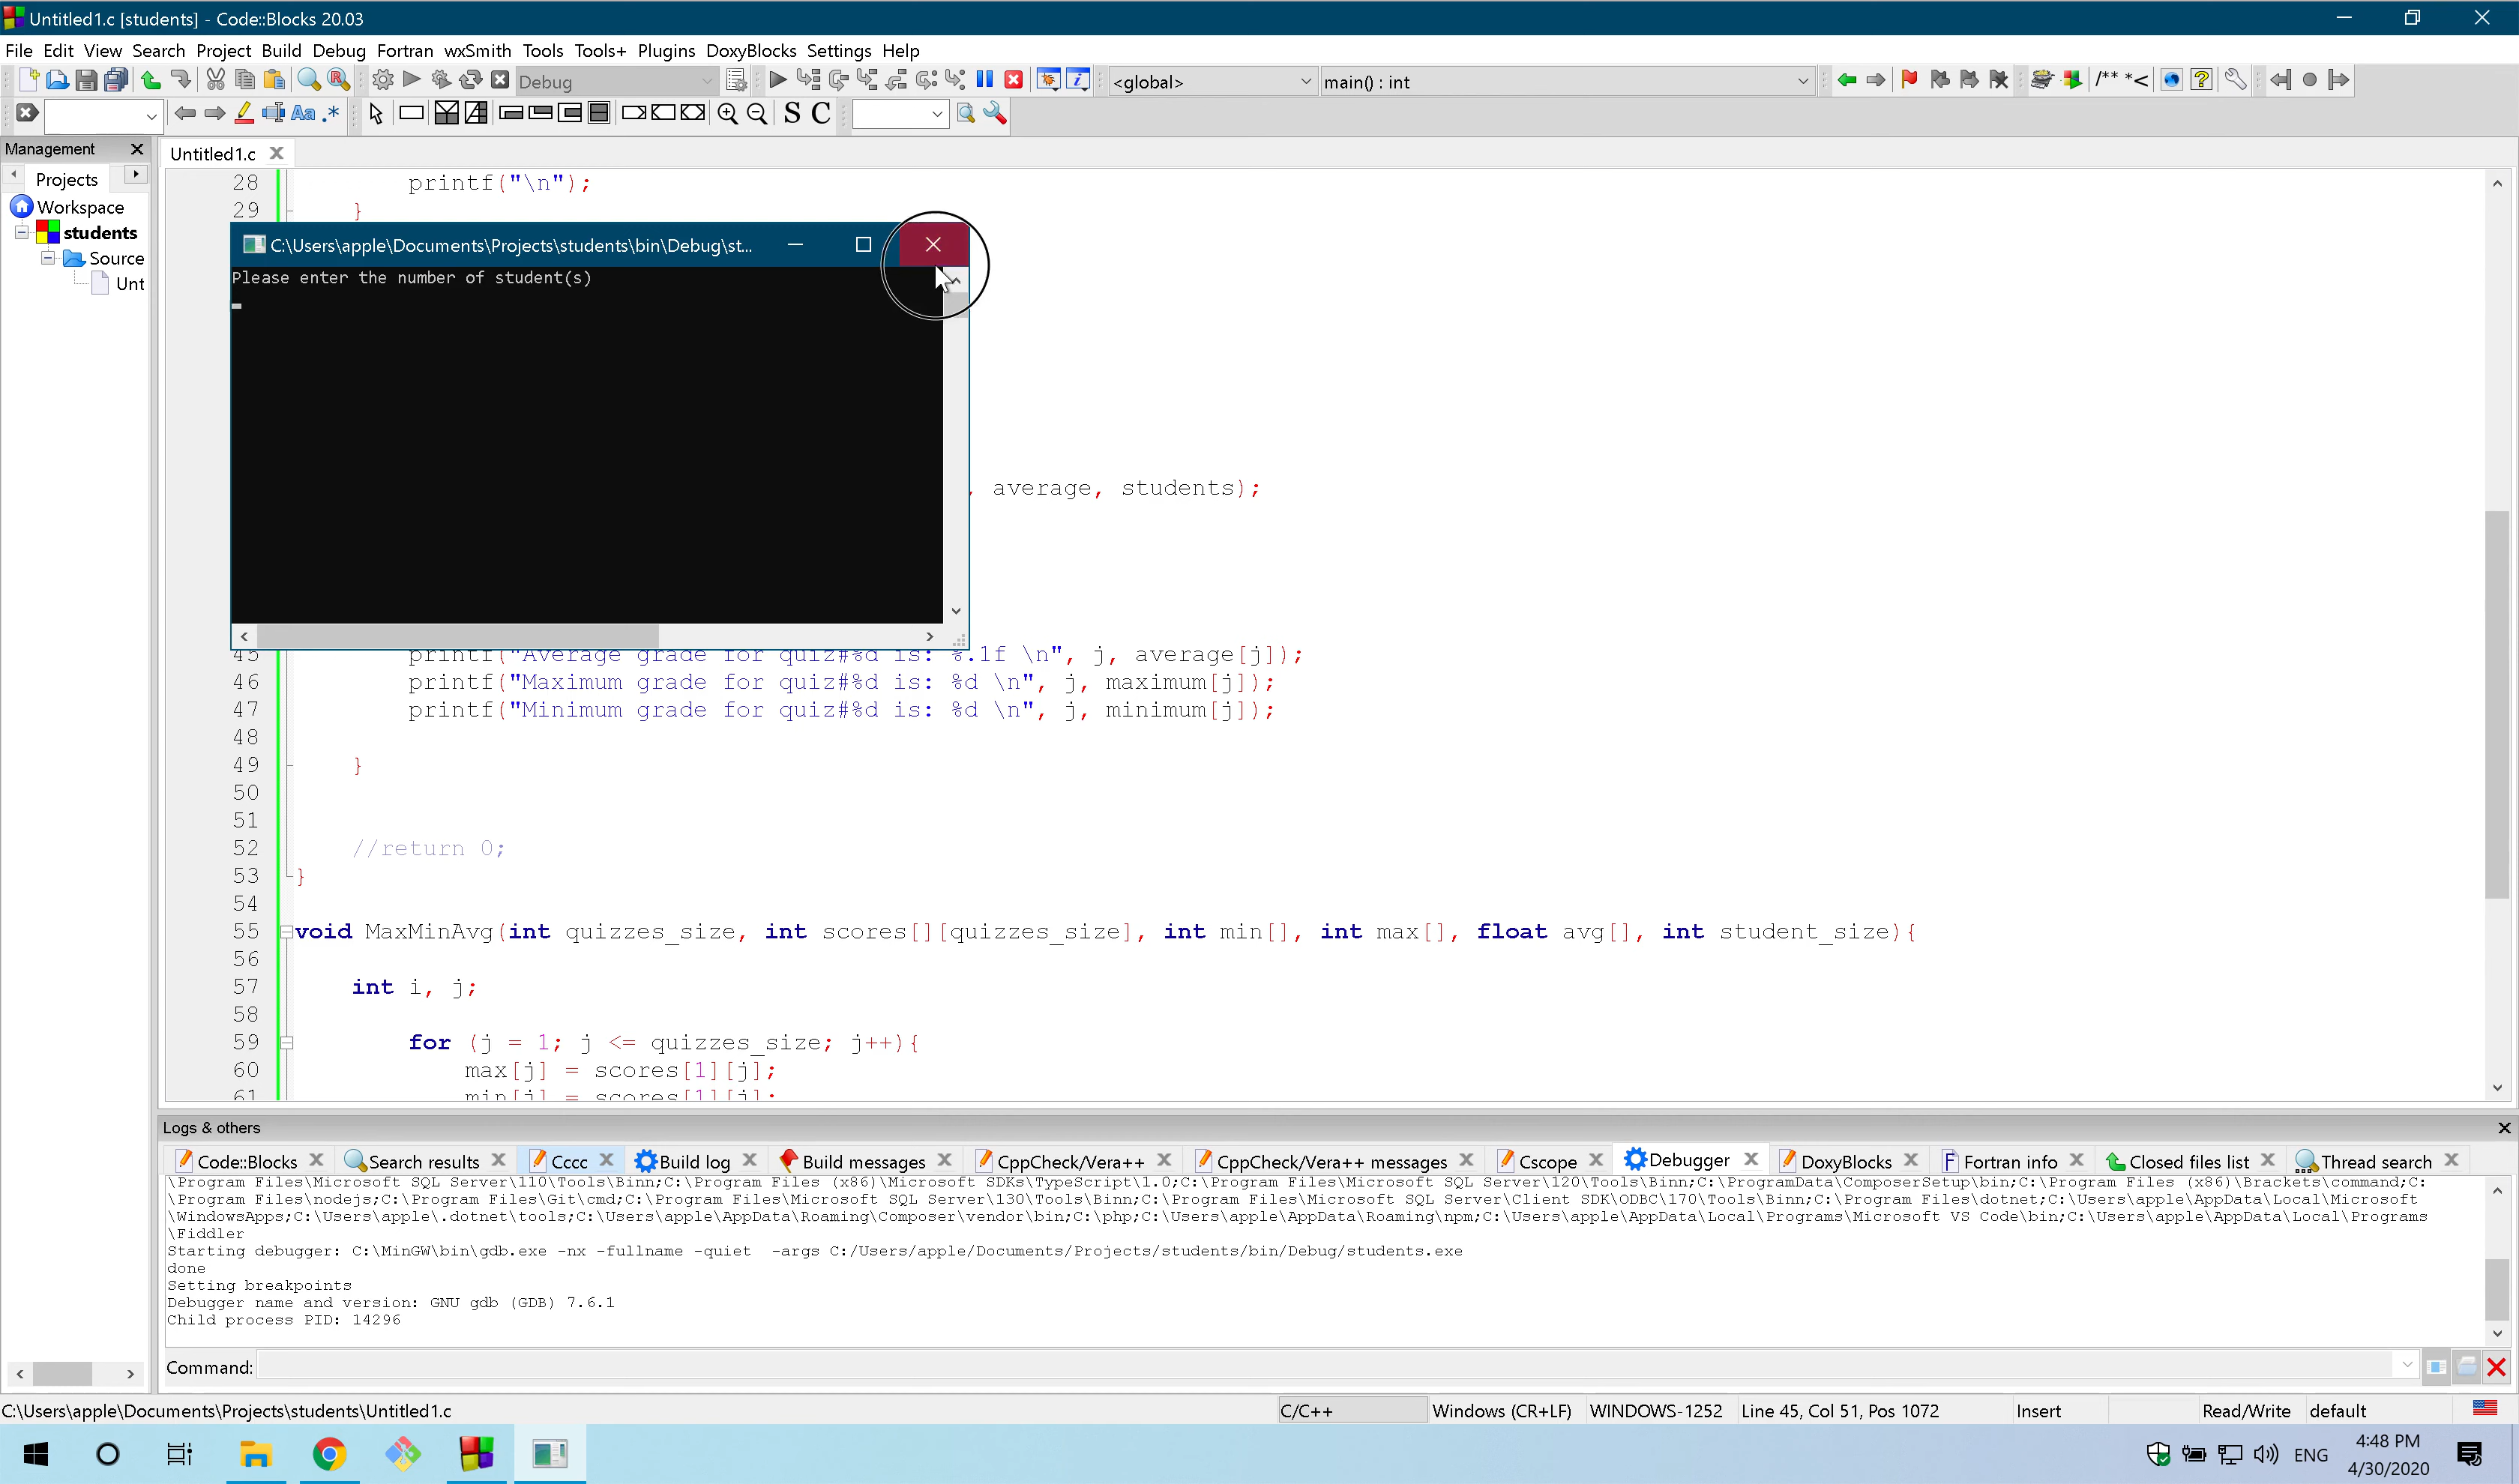 Untitled1.c [students] - Code::Blocks 20.03
File Edit View Search Project Build Debug Fortran wxSmith Tools Tools+ Plugins DoxyBlocks Settings Help
Debug <global> main() : int /** *<
Aa .* S C
Management
Projects
Workspace
students
Source
Unt
Untitled1.c
28 printf("\n");
29 }
C:\Users\apple\Documents\Projects\students\bin\Debug\st...
Please enter the number of student(s)
, average, students);
45 printf("Average grade for quiz#%d is: %.1f \n", j, average[j]);
46 printf("Maximum grade for quiz#%d is: %d \n", j, maximum[j]);
47 printf("Minimum grade for quiz#%d is: %d \n", j, minimum[j]);
48
49 }
50
51
52 //return 0;
53 }
54
55 void MaxMinAvg(int quizzes_size, int scores[][quizzes_size], int min[], int max[], float avg[], int student_size){
56
57 int i, j;
58
59 for (j = 1; j <= quizzes_size; j++){
60 max[j] = scores[1][j];
61 min[j] = scores[1][j];
Logs & others
Code::Blocks Search results Cccc Build log Build messages CppCheck/Vera++ CppCheck/Vera++ messages Cscope Debugger DoxyBlocks Fortran info Closed files list Thread search
\Program Files\Microsoft SQL Server\110\Tools\Binn;C:\Program Files (x86)\Microsoft SDKs\TypeScript\1.0;C:\Program Files\Microsoft SQL Server\120\Tools\Binn;C:\ProgramData\ComposerSetup\bin;C:\Program Files (x86)\Brackets\command;C:
\Program Files\nodejs;C:\Program Files\Git\cmd;C:\Program Files\Microsoft SQL Server\130\Tools\Binn;C:\Program Files\Microsoft SQL Server\Client SDK\ODBC\170\Tools\Binn;C:\Program Files\dotnet;C:\Users\apple\AppData\Local\Microsoft
\WindowsApps;C:\Users\apple\.dotnet\tools;C:\Users\apple\AppData\Roaming\Composer\vendor\bin;C:\php;C:\Users\apple\AppData\Roaming\npm;C:\Users\apple\AppData\Local\Programs\Microsoft VS Code\bin;C:\Users\apple\AppData\Local\Programs
\Fiddler
Starting debugger: C:\MinGW\bin\gdb.exe -nx -fullname -quiet  -args C:/Users/apple/Documents/Projects/students/bin/Debug/students.exe
done
Setting breakpoints
Debugger name and version: GNU gdb (GDB) 7.6.1
Child process PID: 14296
Command:
C:\Users\apple\Documents\Projects\students\Untitled1.c C/C++ Windows (CR+LF) WINDOWS-1252 Line 45, Col 51, Pos 1072 Insert Read/Write default
ENG 4:48 PM
4/30/2020